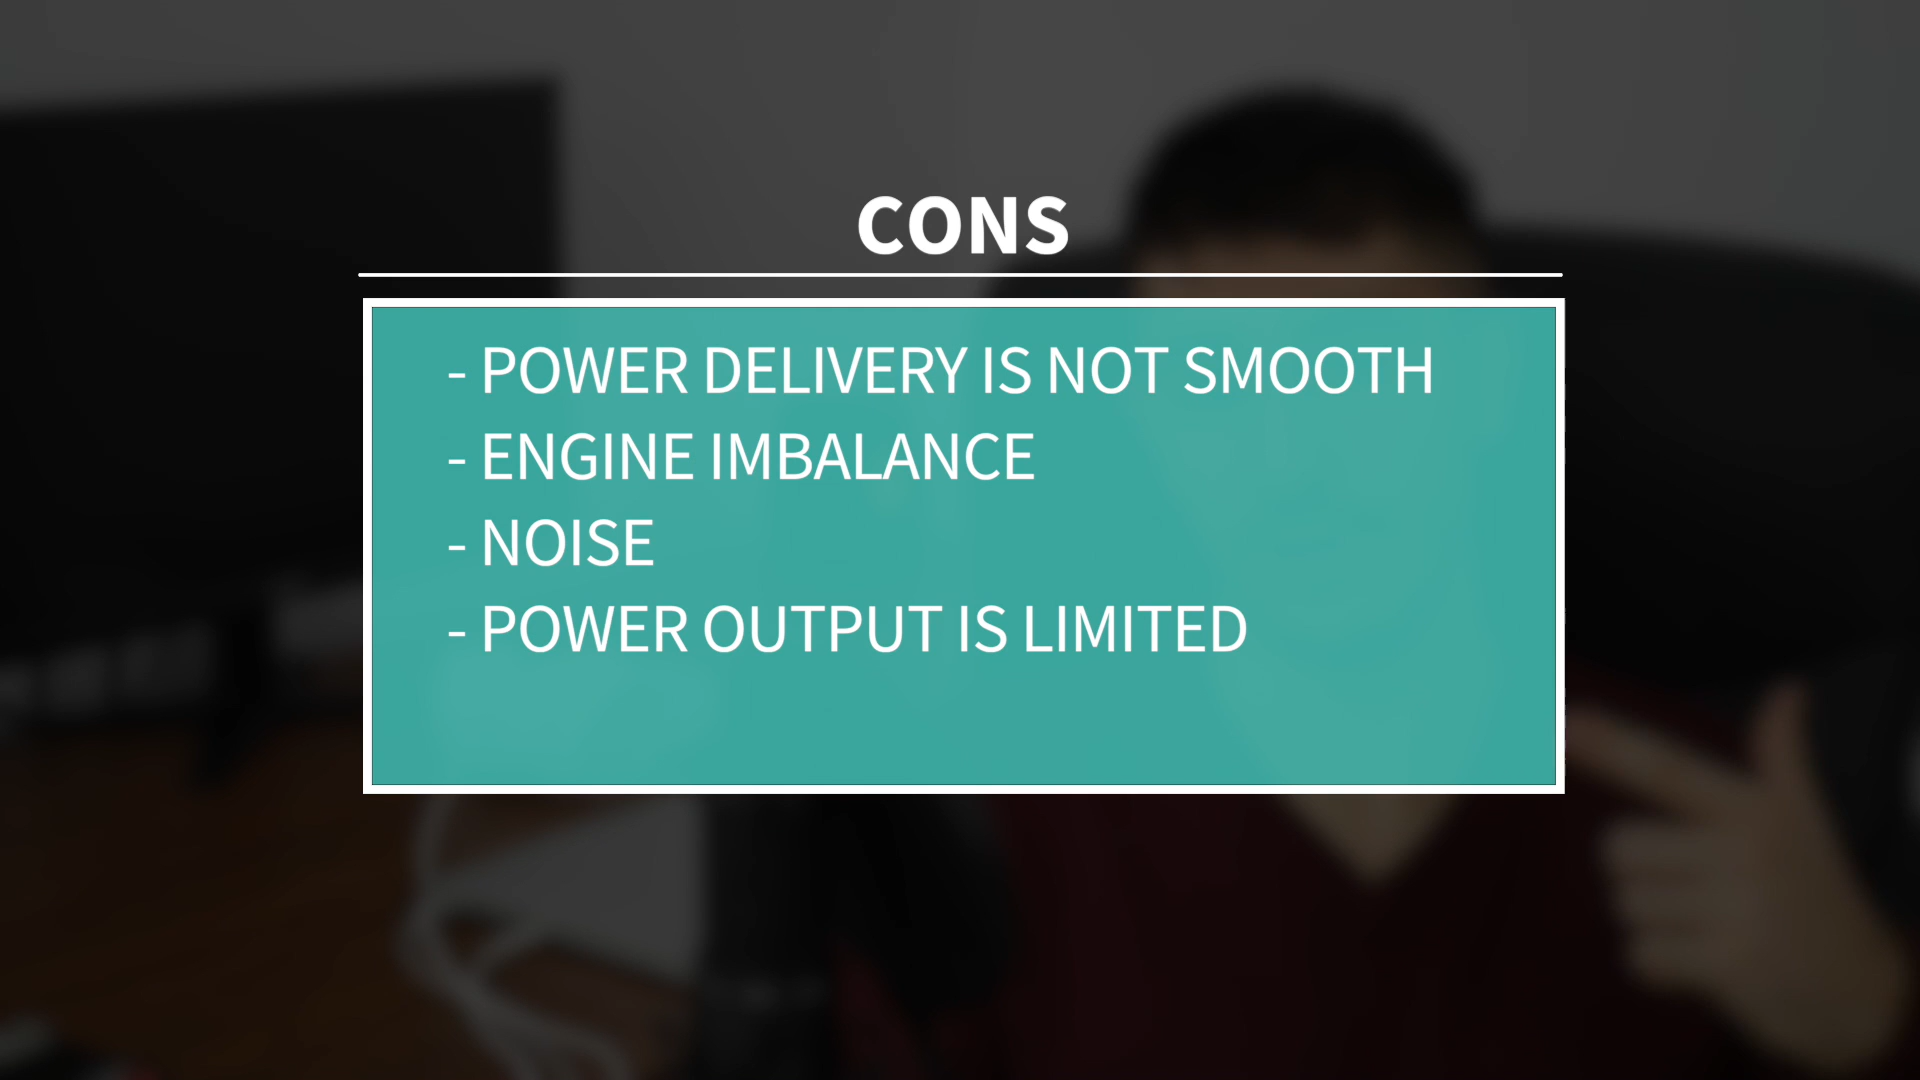 CONS
- POWER DELIVERY IS NOT SMOOTH
- ENGINE IMBALANCE
- NOISE
- POWER OUTPUT IS LIMITED